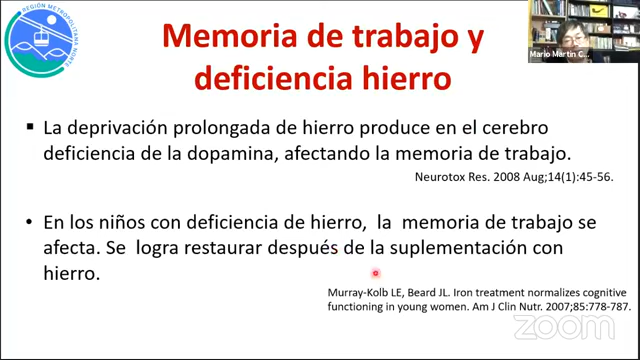 REGIÓN METROPOLITANA NORTE
Mario Martin C...
Memoria de trabajo y
deficiencia hierro
▪ La deprivación prolongada de hierro produce en el cerebro
deficiencia de la dopamina, afectando la memoria de trabajo.
Neurotox Res. 2008 Aug;14(1):45-56.
• En los niños con deficiencia de hierro, la memoria de trabajo se
afecta. Se logra restaurar después de la suplementación con
hierro.
Murray-Kolb LE, Beard JL. Iron treatment normalizes cognitive
functioning in young women. Am J Clin Nutr. 2007;85:778-787.
zoom